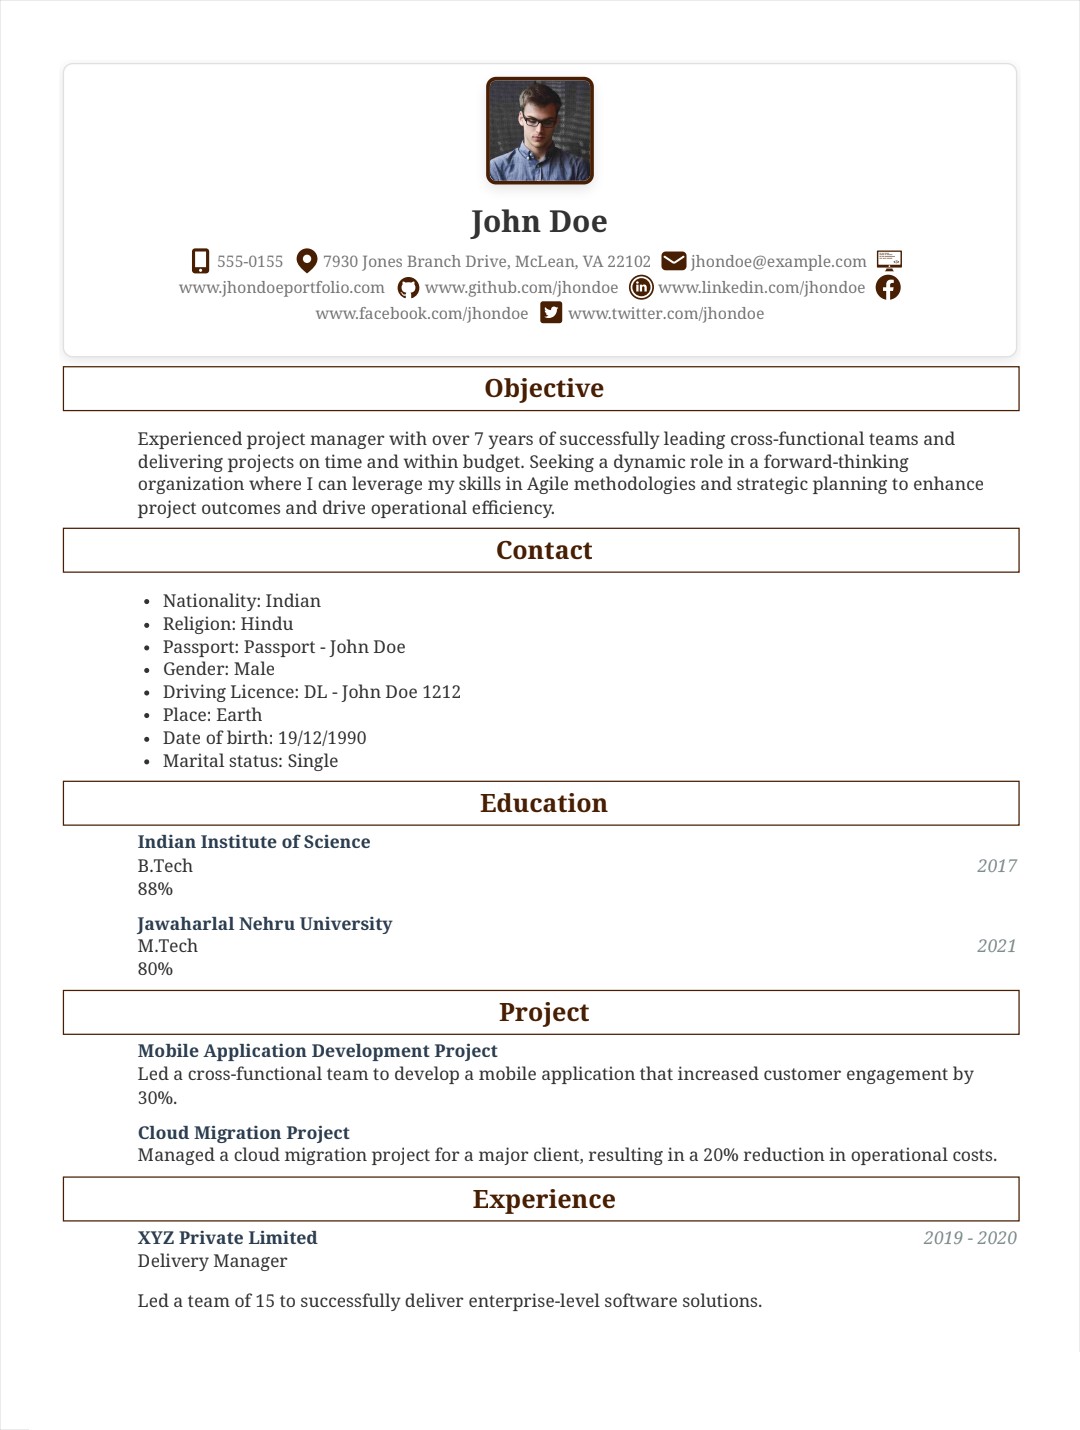 John Doe
555-0155 7930 Jones Branch Drive, McLean, VA 22102 jhondoe@example.com
www.jhondoeportfolio.com www.github.com/jhondoe www.linkedin.com/jhondoe
www.facebook.com/jhondoe www.twitter.com/jhondoe
Objective
Experienced project manager with over 7 years of successfully leading cross-functional teams and
delivering projects on time and within budget. Seeking a dynamic role in a forward-thinking
organization where I can leverage my skills in Agile methodologies and strategic planning to enhance
project outcomes and drive operational efficiency.
Contact
• Nationality: Indian
• Religion: Hindu
• Passport: Passport - John Doe
• Gender: Male
• Driving Licence: DL - John Doe 1212
• Place: Earth
• Date of birth: 19/12/1990
• Marital status: Single
Education
Indian Institute of Science
B.Tech 2017
88%
Jawaharlal Nehru University
M.Tech 2021
80%
Project
Mobile Application Development Project
Led a cross-functional team to develop a mobile application that increased customer engagement by
30%.
Cloud Migration Project
Managed a cloud migration project for a major client, resulting in a 20% reduction in operational costs.
Experience
XYZ Private Limited 2019 - 2020
Delivery Manager
Led a team of 15 to successfully deliver enterprise-level software solutions.